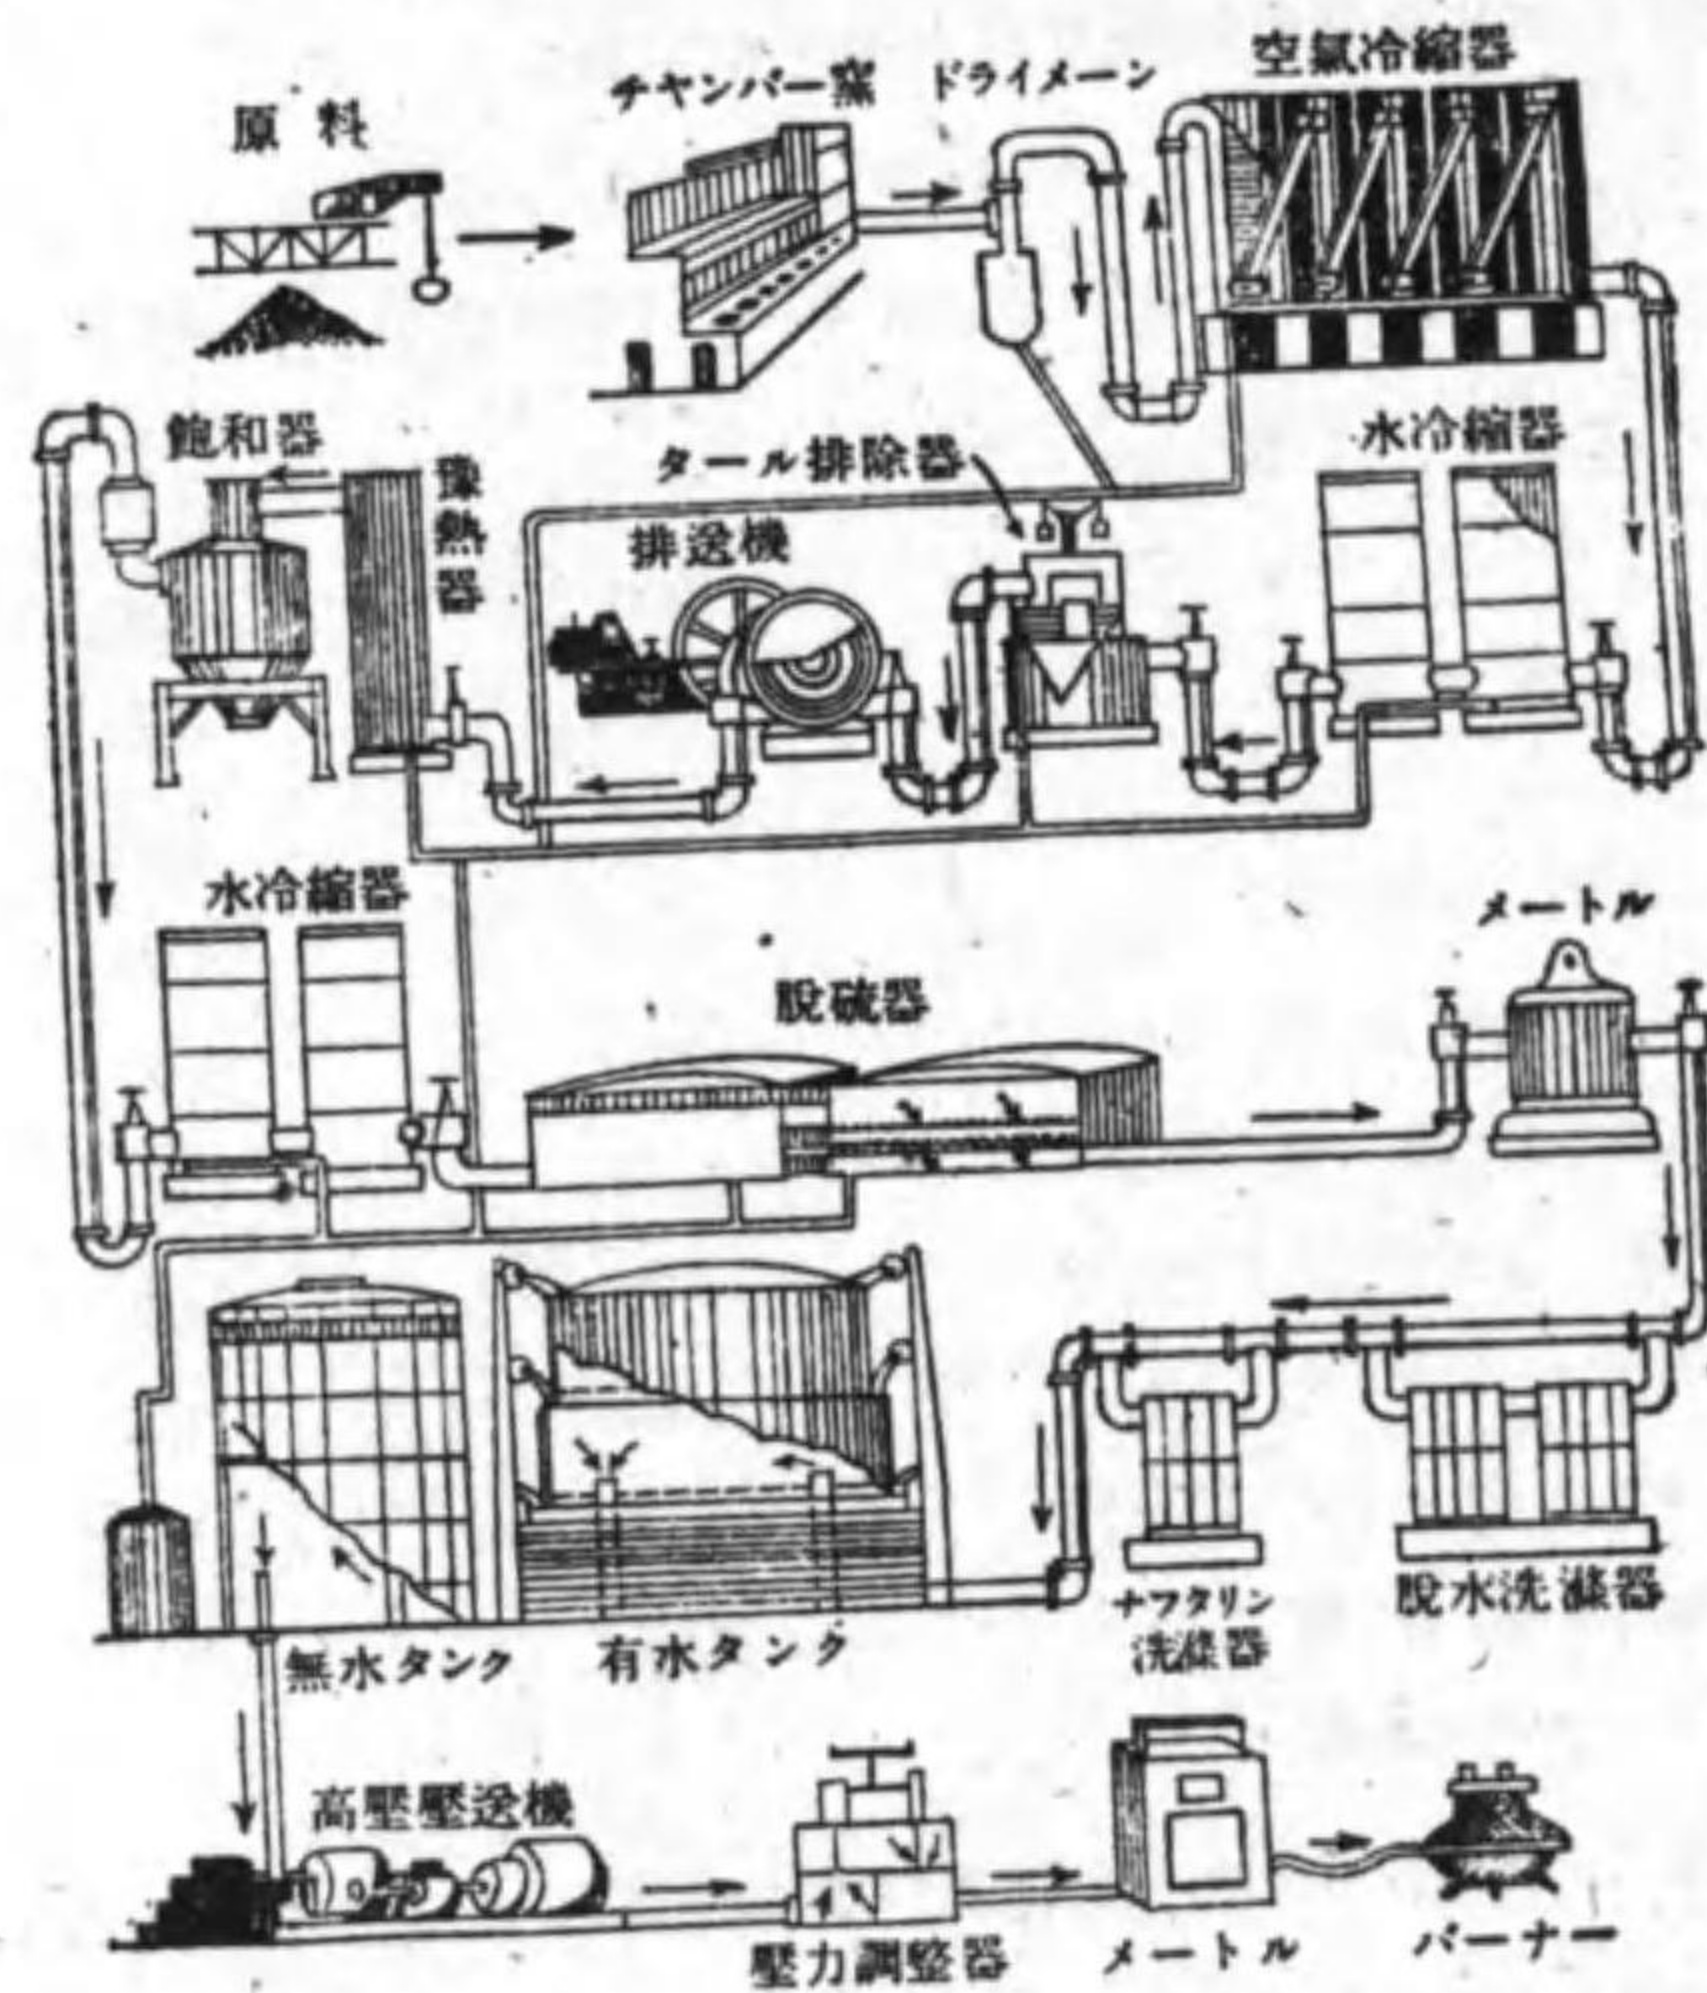 原料
チヤンバー窯
ドライメーン
空氣冷縮器
飽和器
豫熱器
タール排除器
排送機
水冷縮器
水冷縮器
脫硫器
メートル
無水タンク
有水タンク
ナフタリン
洗滌器
脫水洗滌器
高壓壓送機
壓力調整器
メートル
バーナー